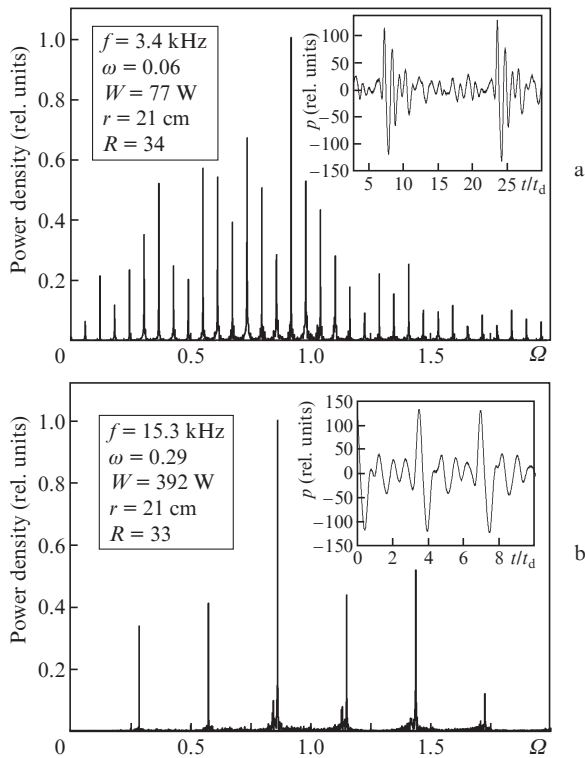 a
Power density (rel. units)
1.0
0.8
0.6
0.4
0.2
0
0.5
1.0
1.5
Ω
f = 3.4 kHz
ω = 0.06
W = 77 W
r = 21 cm
R = 34
p (rel. units)
100
50
0
−50
−100
−150
5
10
15
20
25
t/t_d
b
Power density (rel. units)
1.0
0.8
0.6
0.4
0.2
0
0.5
1.0
1.5
Ω
f = 15.3 kHz
ω = 0.29
W = 392 W
r = 21 cm
R = 33
p (rel. units)
150
100
50
0
−50
−100
−150
0
2
4
6
8
t/t_d